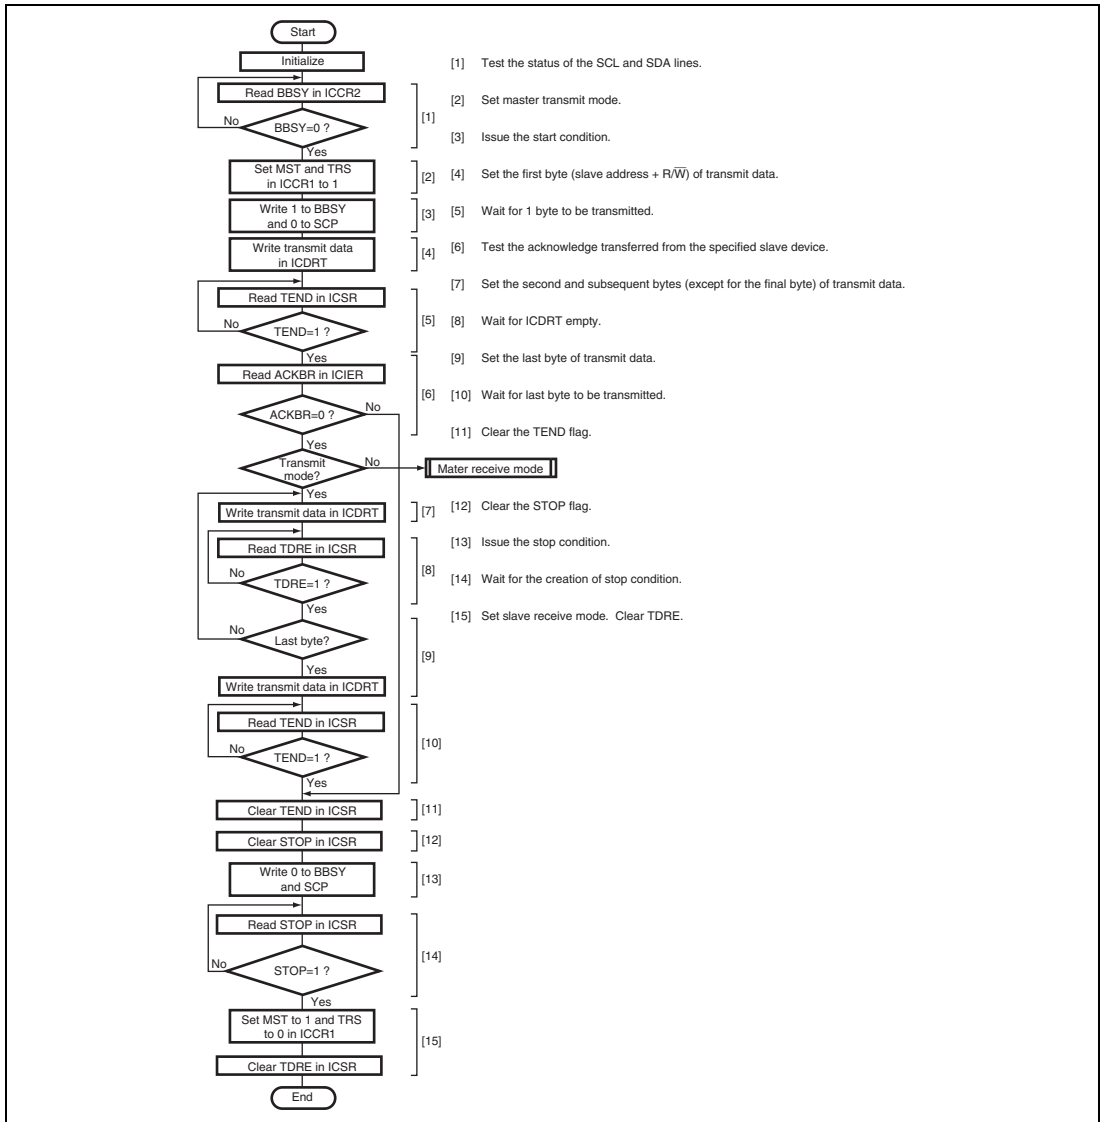 Start
Initialize
Read BBSY in ICCR2
BBSY=0 ?
No
Yes
[1]
Set MST and TRS
in ICCR1 to 1
[2]
Write 1 to BBSY
and 0 to SCP
[3]
Write transmit data
in ICDRT
[4]
Read TEND in ICSR
TEND=1 ?
No
Yes
[5]
Read ACKBR in ICIER
ACKBR=0 ?
No
Yes
[6]
Transmit
mode?
No
Mater receive mode
Yes
Write transmit data in ICDRT
[7]
Read TDRE in ICSR
TDRE=1 ?
No
Yes
[8]
Last byte?
No
Yes
Write transmit data in ICDRT
[9]
Read TEND in ICSR
TEND=1 ?
No
Yes
[10]
Clear TEND in ICSR
[11]
Clear STOP in ICSR
[12]
Write 0 to BBSY
and SCP
[13]
Read STOP in ICSR
STOP=1 ?
No
Yes
[14]
Set MST to 1 and TRS
to 0 in ICCR1
Clear TDRE in ICSR
[15]
End
[1] Test the status of the SCL and SDA lines.
[2] Set master transmit mode.
[3] Issue the start condition.
[4] Set the first byte (slave address + R/W̅) of transmit data.
[5] Wait for 1 byte to be transmitted.
[6] Test the acknowledge transferred from the specified slave device.
[7] Set the second and subsequent bytes (except for the final byte) of transmit data.
[8] Wait for ICDRT empty.
[9] Set the last byte of transmit data.
[10] Wait for last byte to be transmitted.
[11] Clear the TEND flag.
[12] Clear the STOP flag.
[13] Issue the stop condition.
[14] Wait for the creation of stop condition.
[15] Set slave receive mode. Clear TDRE.